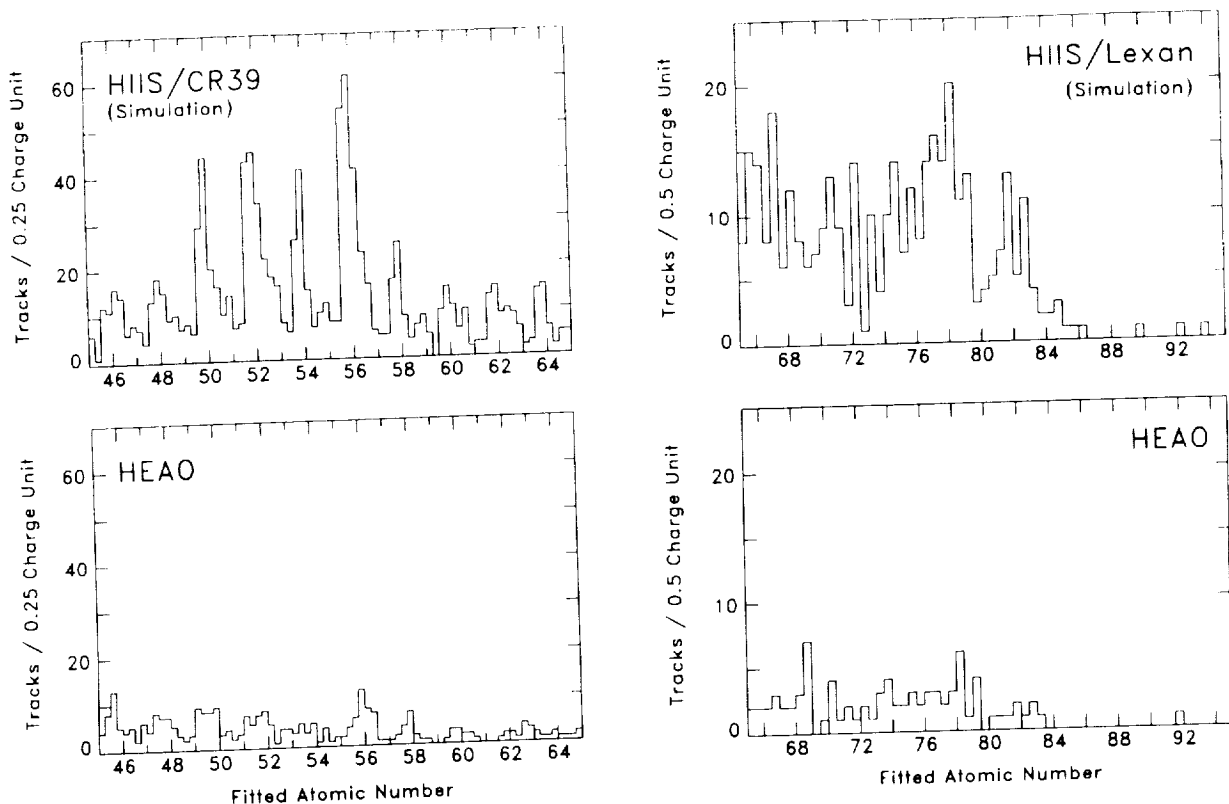 HIIS/CR39
(Simulation)
Tracks / 0.25 Charge Unit
60
40
20
0
46 48 50 52 54 56 58 60 62 64
HIIS/Lexan
(Simulation)
Tracks / 0.5 Charge Unit
20
10
0
68 72 76 80 84 88 92
HEAO
Tracks / 0.25 Charge Unit
60
40
20
0
46 48 50 52 54 56 58 60 62 64
Fitted Atomic Number
HEAO
Tracks / 0.5 Charge Unit
20
10
0
68 72 76 80 84 88 92
Fitted Atomic Number